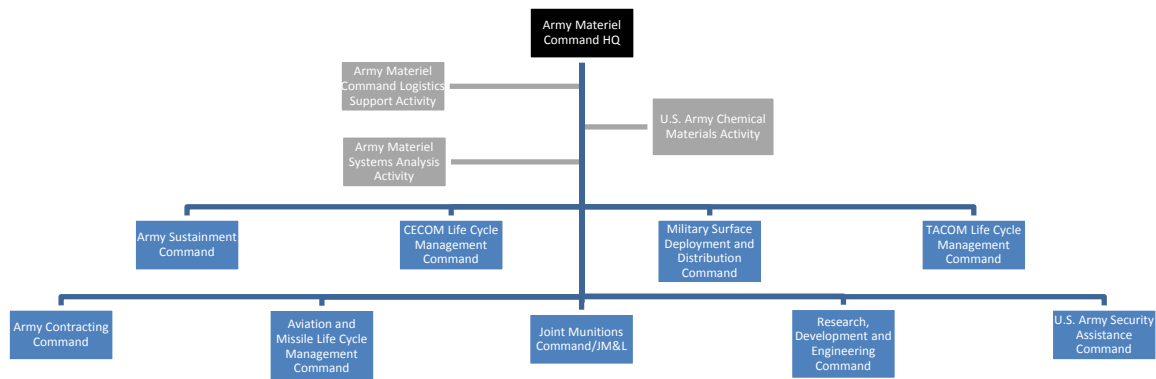 Army Materiel
Command HQ
Army Materiel
Command Logistics
Support Activity
U.S. Army Chemical
Materials Activity
Army Materiel
Systems Analysis
Activity
Army Sustainment
Command
CECOM Life Cycle
Management
Command
Military Surface
Deployment and
Distribution
Command
TACOM Life Cycle
Management
Command
Army Contracting
Command
Aviation and
Missile Life Cycle
Management
Command
Joint Munitions
Command/JM&L
Research,
Development and
Engineering
Command
U.S. Army Security
Assistance
Command